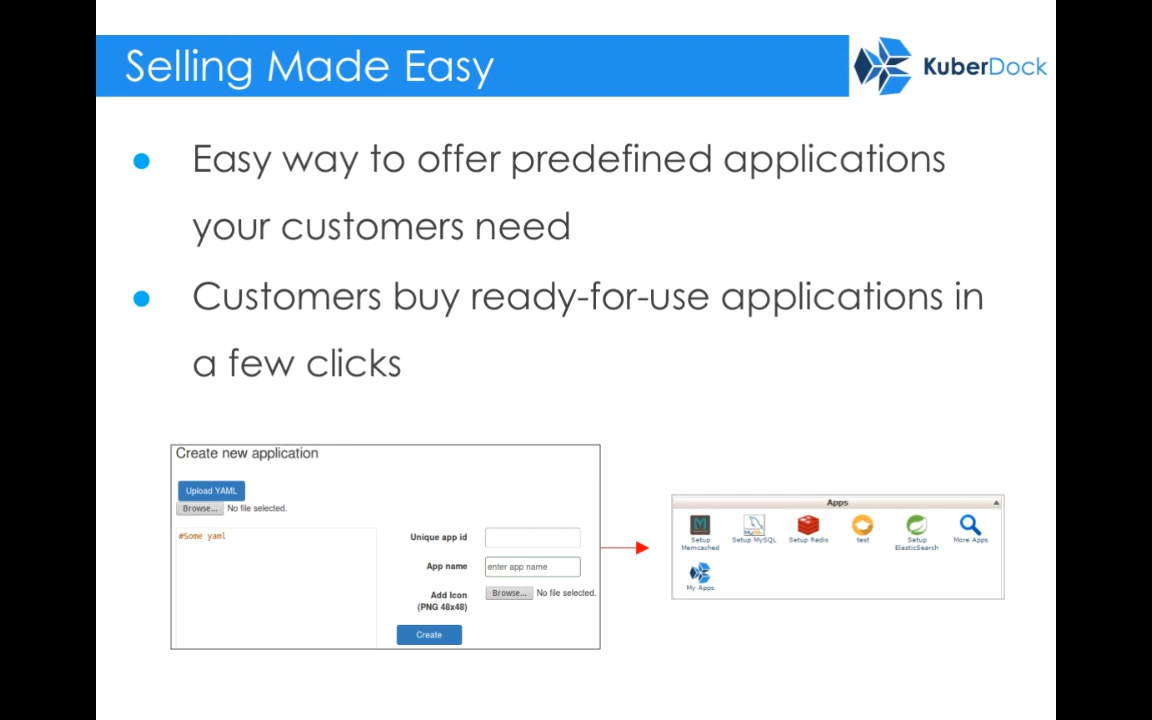 Selling Made Easy
KuberDock
Easy way to offer predefined applications
your customers need
Customers buy ready-for-use applications in
a few clicks
Create new application
Upload YAML
Browse... No file selected.
#Some yaml
Unique app id
App name enter app name
Add Icon Browse... No file selected.
(PNG 48x48)
Create
Apps
M
Setup Memcached
MySQL
Setup MySQL
Setup Redis
test
Setup ElasticSearch
More Apps
My Apps